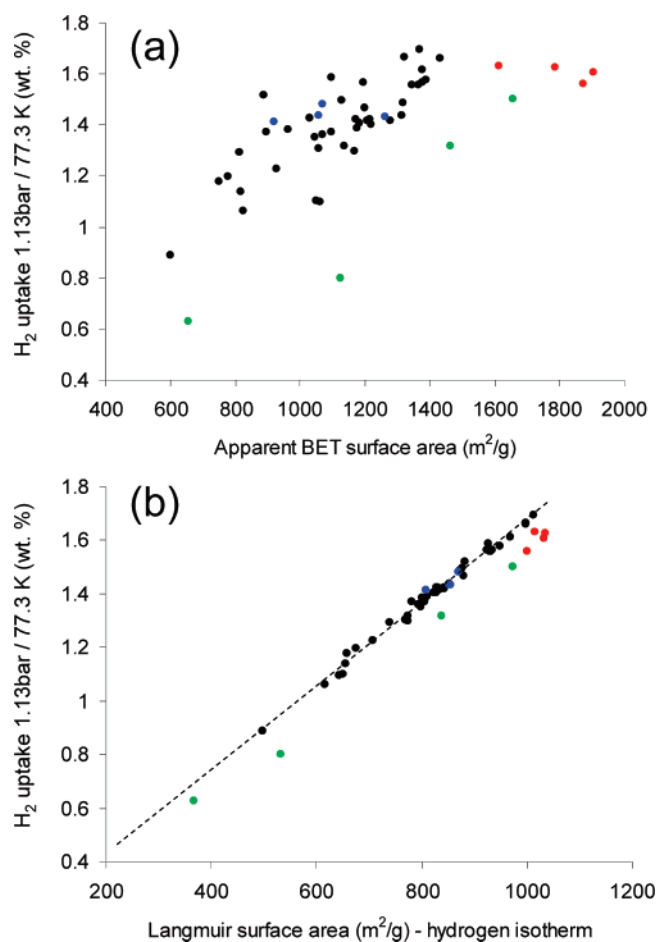 (a)
H₂ uptake 1.13bar / 77.3 K (wt. %)
1.8
1.6
1.4
1.2
1
0.8
0.6
0.4
400 600 800 1000 1200 1400 1600 1800 2000
Apparent BET surface area (m²/g)
(b)
H₂ uptake 1.13bar / 77.3 K (wt. %)
1.8
1.6
1.4
1.2
1
0.8
0.6
0.4
200 400 600 800 1000 1200
Langmuir surface area (m²/g) - hydrogen isotherm